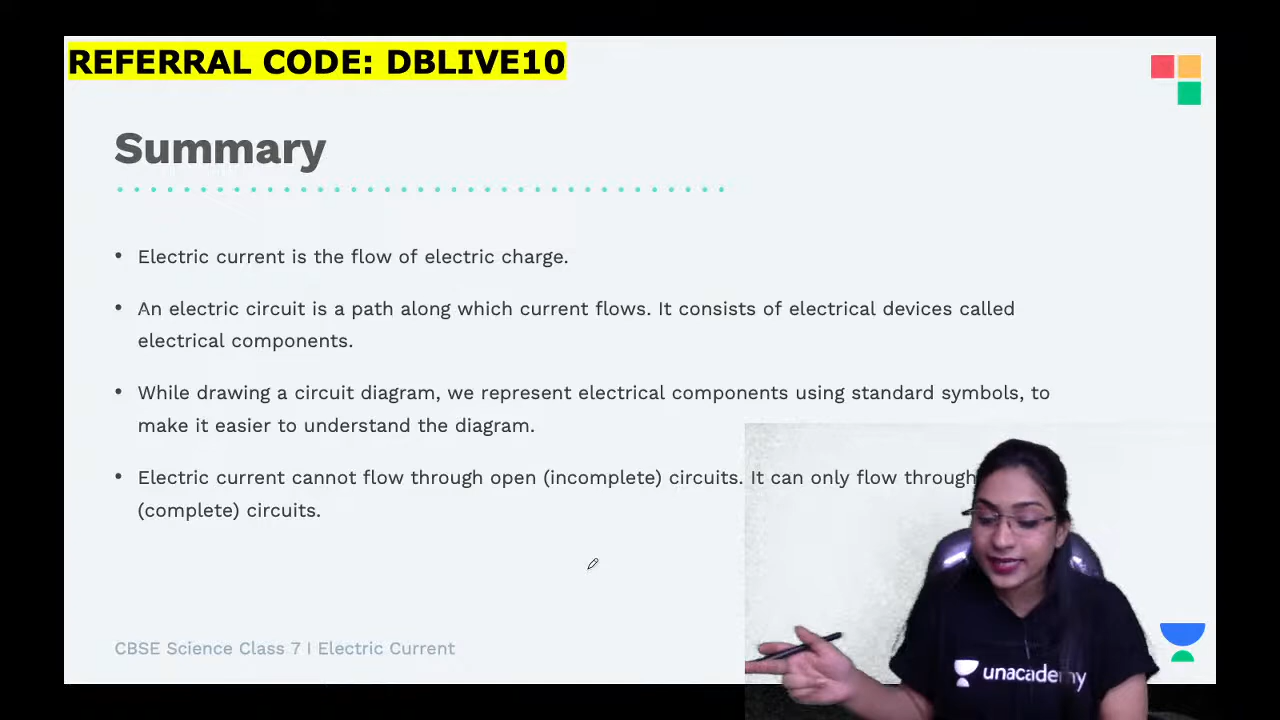 REFERRAL CODE: DBLIVE10
Summary
• Electric current is the flow of electric charge.
• An electric circuit is a path along which current flows. It consists of electrical devices called
electrical components.
• While drawing a circuit diagram, we represent electrical components using standard symbols, to
make it easier to understand the diagram.
• Electric current cannot flow through open (incomplete) circuits. It can only flow through
(complete) circuits.
CBSE Science Class 7 I Electric Current
unacademy